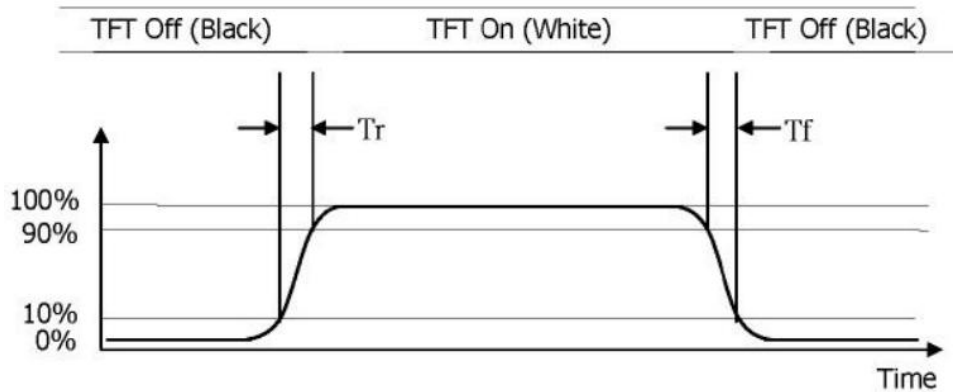 TFT Off (Black) TFT On (White) TFT Off (Black)
Tr Tf
100%
90%
10%
0%
Time